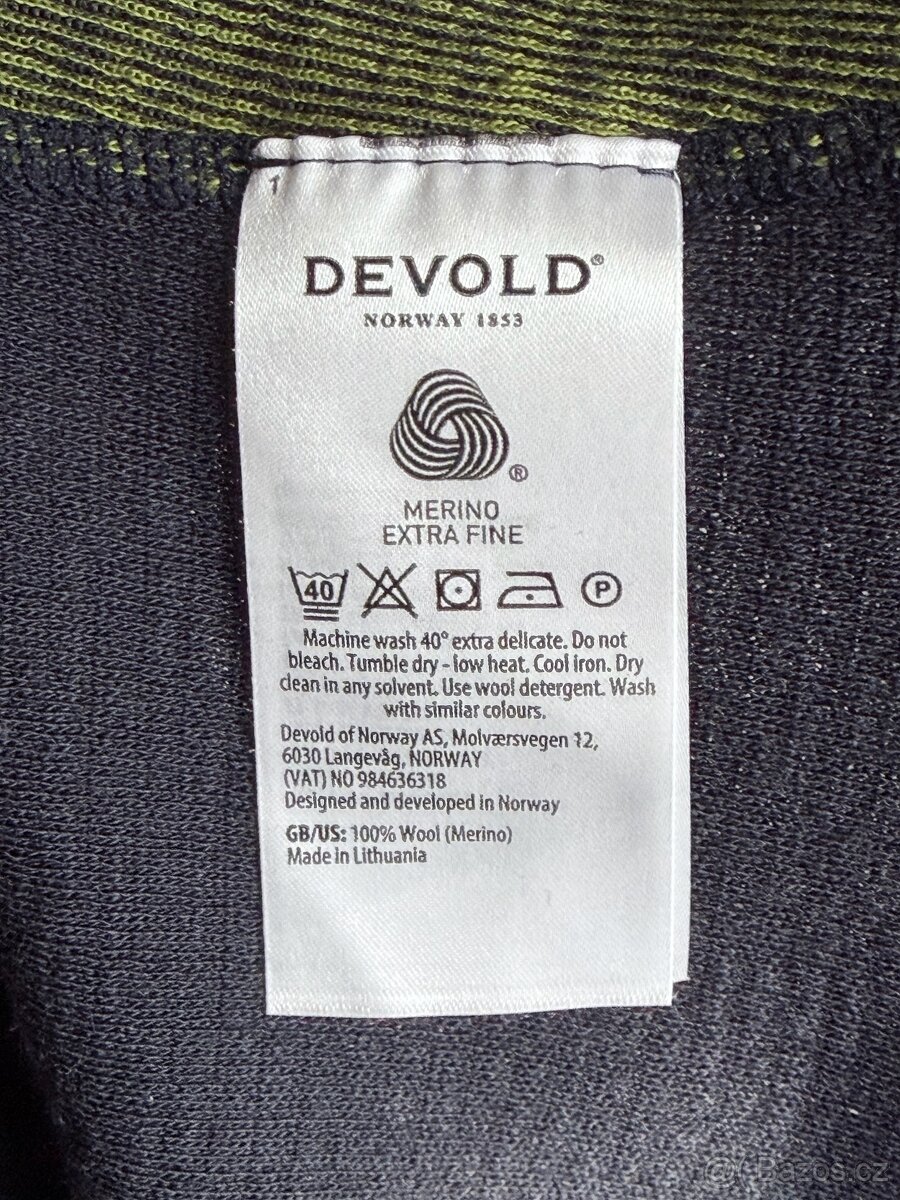 1
DEVOLD®
NORWAY 1853
®
MERINO
EXTRA FINE
40 P
Machine wash 40° extra delicate. Do not
bleach. Tumble dry - low heat. Cool iron. Dry
clean in any solvent. Use wool detergent. Wash
with similar colours.
Devold of Norway AS, Molværsvegen 12,
6030 Langevåg, NORWAY
(VAT) NO 984636318
Designed and developed in Norway
GB/US: 100% Wool (Merino)
Made in Lithuania
Bazos.cz